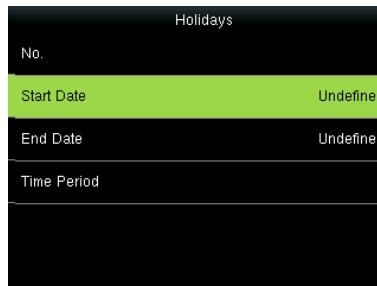 Holidays
No.
Start Date Undefine
End Date Undefine
Time Period